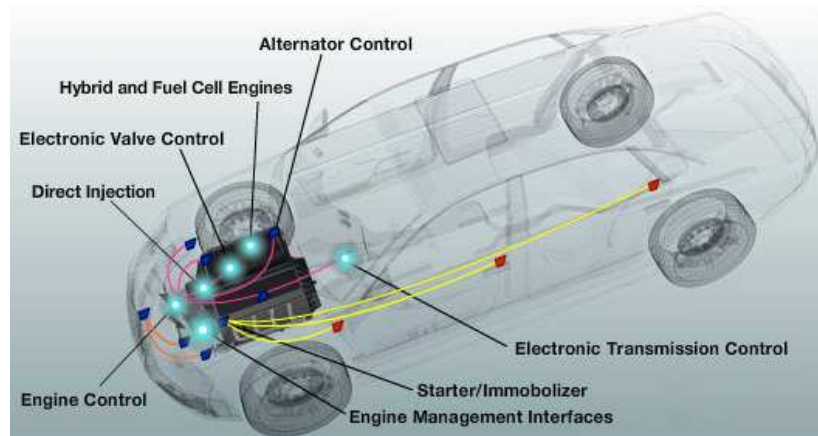 Alternator Control
Hybrid and Fuel Cell Engines
Electronic Valve Control
Direct Injection
Electronic Transmission Control
Starter/Immobolizer
Engine Control
Engine Management Interfaces